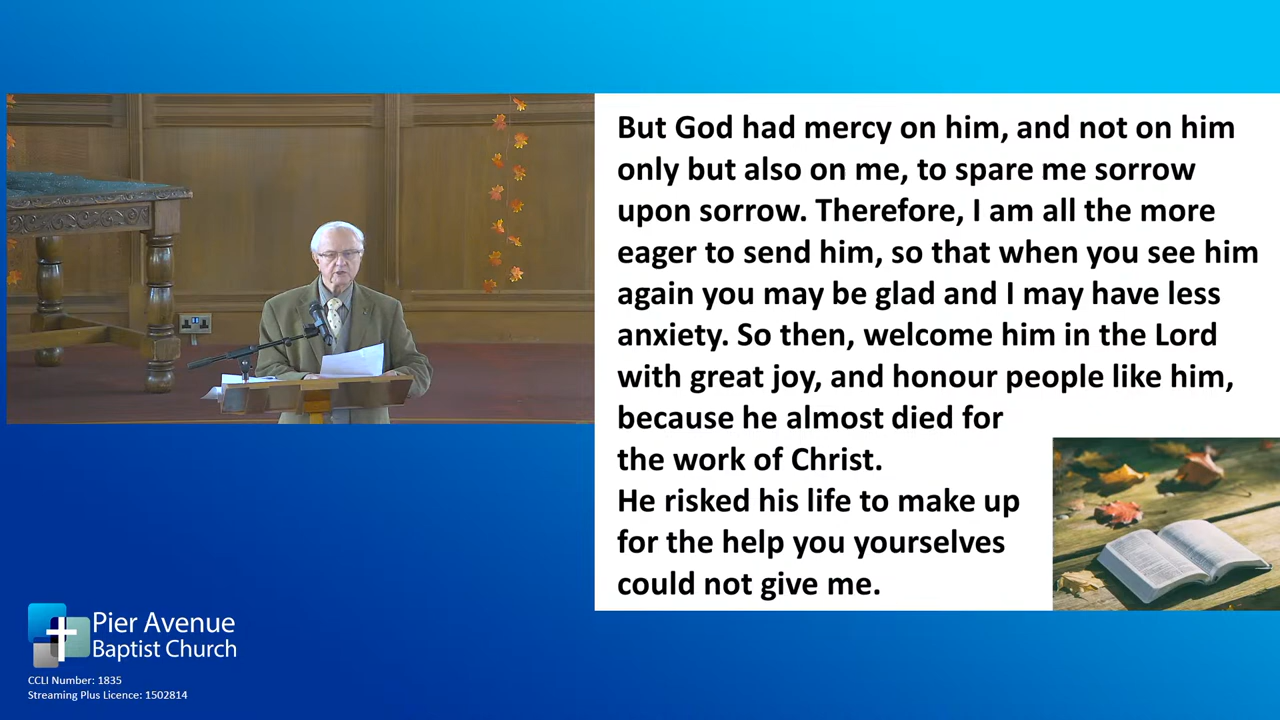 But God had mercy on him, and not on him
only but also on me, to spare me sorrow
upon sorrow. Therefore, I am all the more
eager to send him, so that when you see him
again you may be glad and I may have less
anxiety. So then, welcome him in the Lord
with great joy, and honour people like him,
because he almost died for
the work of Christ.
He risked his life to make up
for the help you yourselves
could not give me.
Pier Avenue
Baptist Church
CCLI Number: 1835
Streaming Plus Licence: 1502814